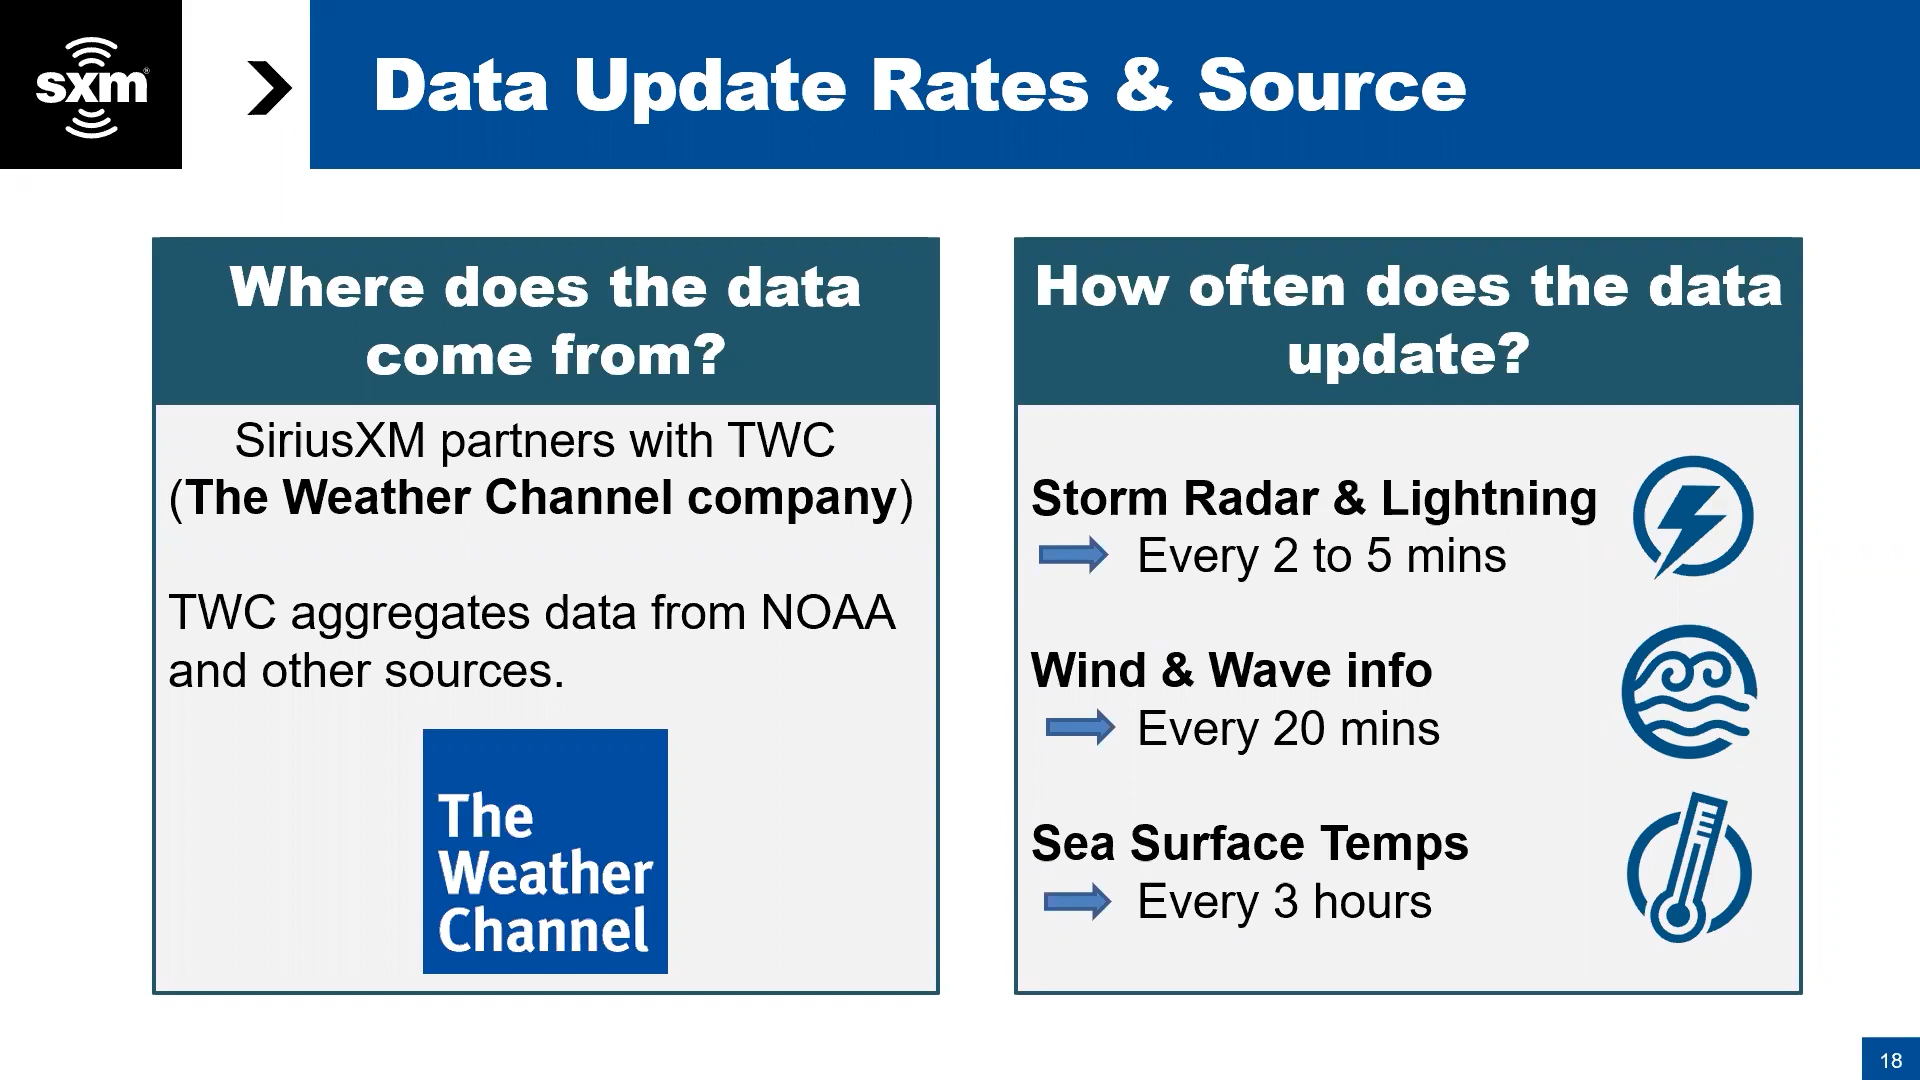 sxm
Data Update Rates & Source
Where does the data
come from?
SiriusXM partners with TWC
(The Weather Channel company)
TWC aggregates data from NOAA
and other sources.
The
Weather
Channel
How often does the data
update?
Storm Radar & Lightning
Every 2 to 5 mins
Wind & Wave info
Every 20 mins
Sea Surface Temps
Every 3 hours
18